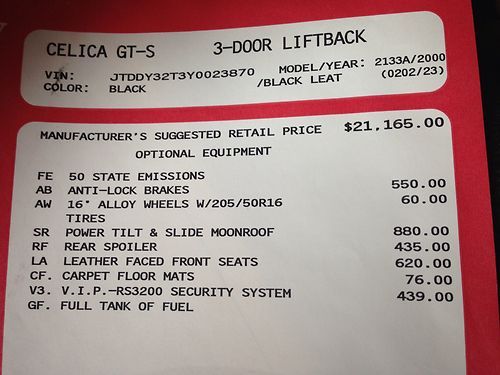 CELICA GT-S 3-DOOR LIFTBACK
VIN: JTDDY32T3Y0023870 MODEL/YEAR: 2133A/2000
COLOR: BLACK /BLACK LEAT (0202/23)
MANUFACTURER'S SUGGESTED RETAIL PRICE $21,165.00
OPTIONAL EQUIPMENT
FE 50 STATE EMISSIONS
AB ANTI-LOCK BRAKES 550.00
AW 16" ALLOY WHEELS W/205/50R16 60.00
TIRES
SR POWER TILT & SLIDE MOONROOF 880.00
RF REAR SPOILER 435.00
LA LEATHER FACED FRONT SEATS 620.00
CF. CARPET FLOOR MATS 76.00
V3. V.I.P.-RS3200 SECURITY SYSTEM 439.00
GF. FULL TANK OF FUEL